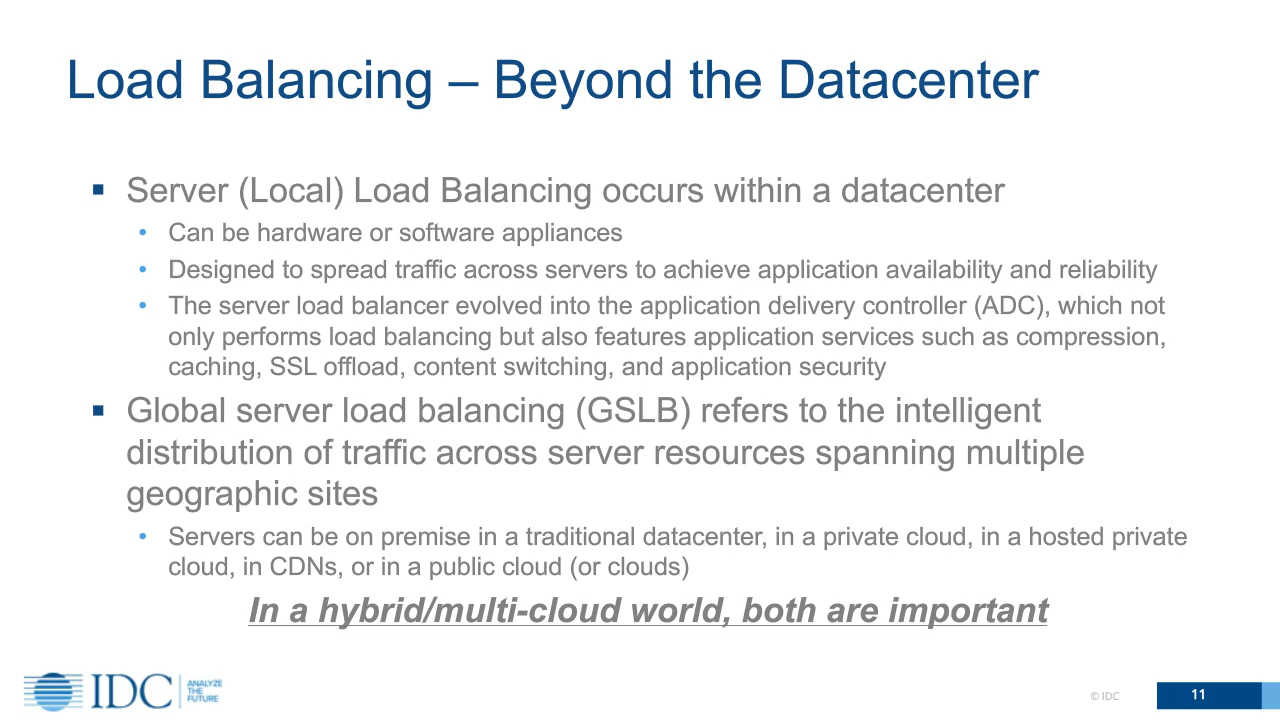 Load Balancing – Beyond the Datacenter
▪ Server (Local) Load Balancing occurs within a datacenter
• Can be hardware or software appliances
• Designed to spread traffic across servers to achieve application availability and reliability
• The server load balancer evolved into the application delivery controller (ADC), which not
only performs load balancing but also features application services such as compression,
caching, SSL offload, content switching, and application security
▪ Global server load balancing (GSLB) refers to the intelligent
distribution of traffic across server resources spanning multiple
geographic sites
• Servers can be on premise in a traditional datacenter, in a private cloud, in a hosted private
cloud, in CDNs, or in a public cloud (or clouds)
In a hybrid/multi-cloud world, both are important
IDC
ANALYZE
THE
FUTURE
© IDC
11